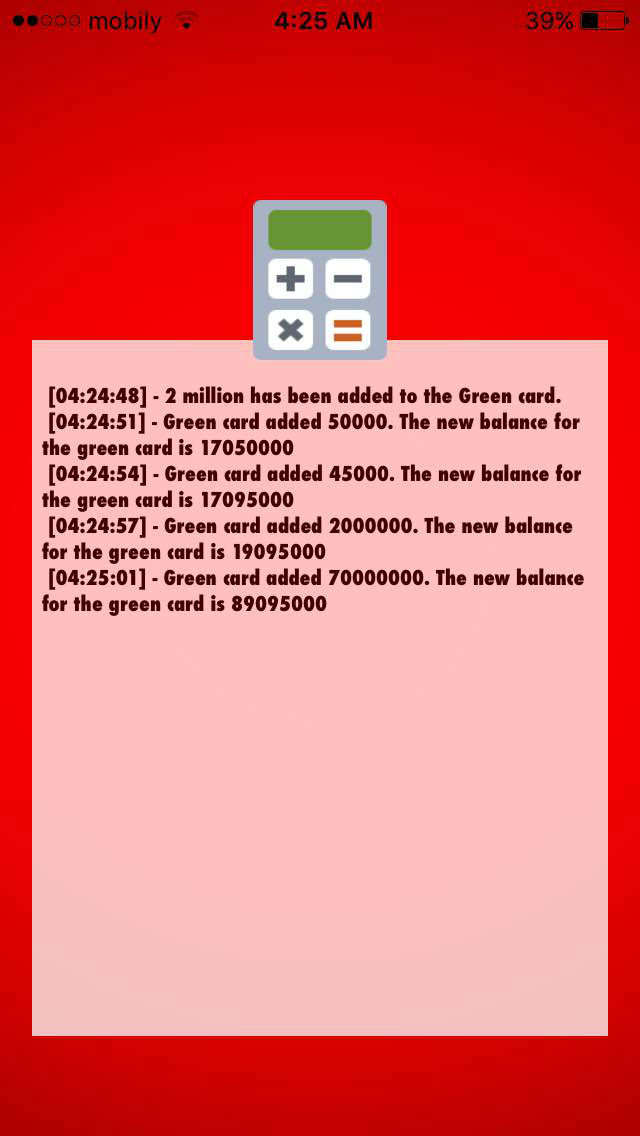 mobily 4:25 AM 39%
[04:24:48] - 2 million has been added to the Green card.
[04:24:51] - Green card added 50000. The new balance for
the green card is 17050000
[04:24:54] - Green card added 45000. The new balance for
the green card is 17095000
[04:24:57] - Green card added 2000000. The new balance
for the green card is 19095000
[04:25:01] - Green card added 70000000. The new balance
for the green card is 89095000